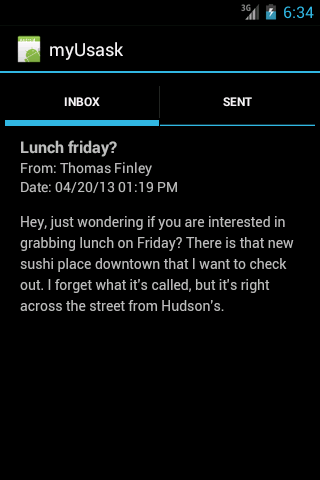 3G 6:34
myUsask
INBOX SENT
Lunch friday?
From: Thomas Finley
Date: 04/20/13 01:19 PM
Hey, just wondering if you are interested in
grabbing lunch on Friday? There is that new
sushi place downtown that I want to check
out. I forget what it's called, but it's right
across the street from Hudson's.